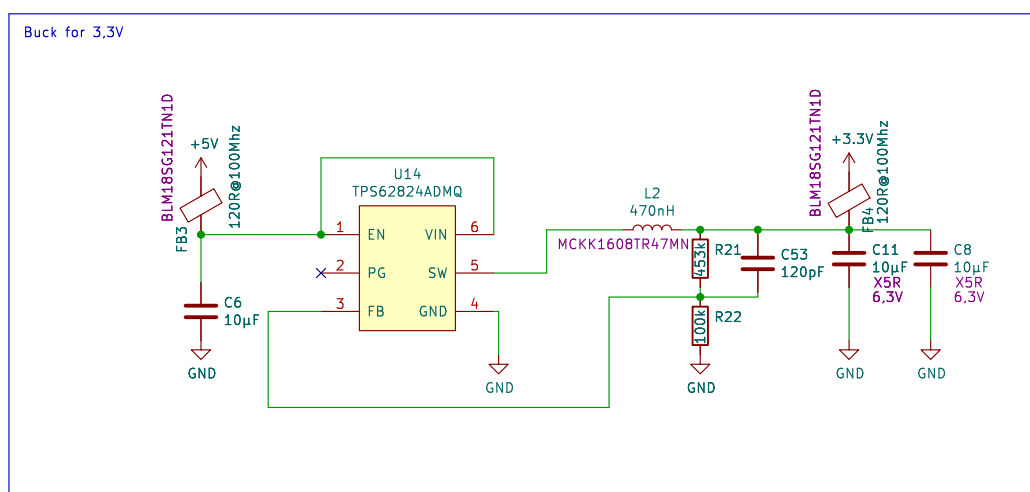 Buck for 3,3V
BLM18SG121TN1D
+5V
120R@100Mhz
FB3
C6
10µF
GND
U14
TPS62824ADMQ
1
EN
VIN
6
2
PG
SW
5
3
FB
GND
4
GND
L2
470nH
MCKK1608TR47MN
453k
R21
C53
120pF
100k
R22
GND
BLM18SG121TN1D
+3.3V
120R@100Mhz
FB4
C11
10µF
X5R
6,3V
GND
C8
10µF
X5R
6,3V
GND